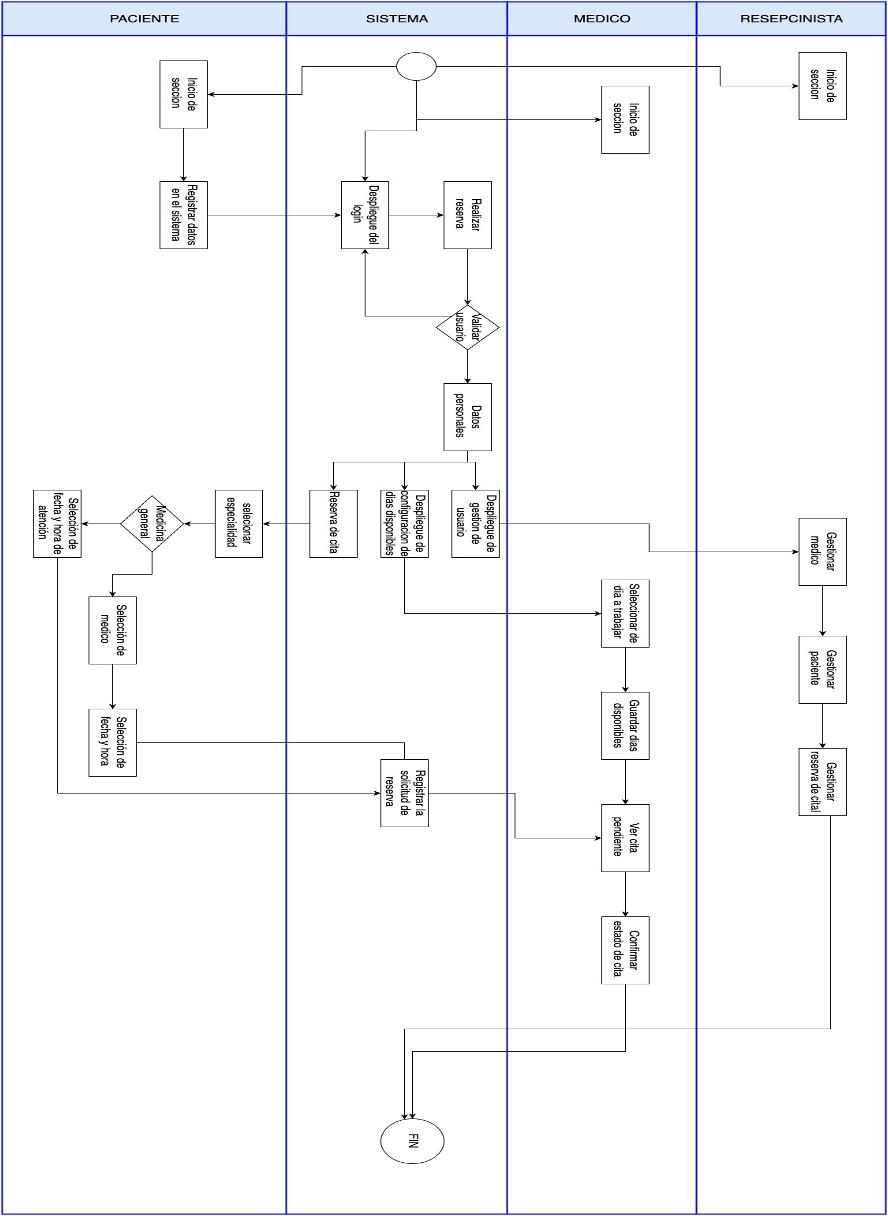 PACIENTE
SISTEMA
MEDICO
RESEPCINISTA
Inicio de
seccion
Inicio de
seccion
Inicio de
seccion
Registrar datos
en el sistema
Despliegue del
login
Realizar
reserva
Validar
usuario
Datos
personales
Selección de
fecha y hora de
atención
Medicina
general
selecionar
especialidad
Reserva de cita
Despliegue de
configuracion de
dias disponibles
Despliegue de
gestion de
usuario
Gestionar
medico
Selección de
medico
Seleccionar de
dia a trabajar
Gestionar
paciente
Selección de
fecha y hora
Guardar dias
disponibles
Gestionar
reserva de cital
Registrar la
solicitud de
reserva
Ver cita
pendiente
Confirmar
estado de cita
FIN